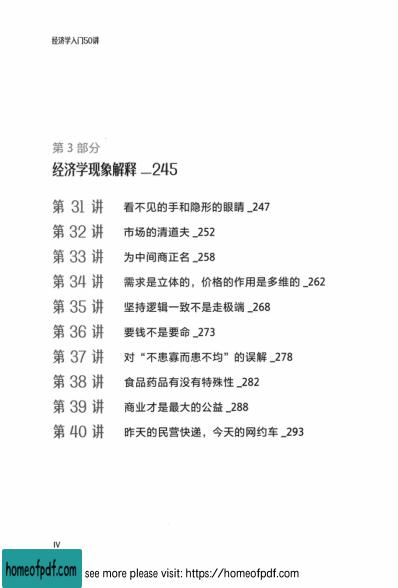 经济学入门50讲
第 3 部分
经济学现象解释 __245
第 31 讲 看不见的手和隐形的眼睛 _247
第 32 讲 市场的清道夫 _252
第 33 讲 为中间商正名 _258
第 34 讲 需求是立体的，价格的作用是多维的 _262
第 35 讲 坚持逻辑一致不是走极端 _268
第 36 讲 要钱不是要命 _273
第 37 讲 对“不患寡而患不均”的误解 _278
第 38 讲 食品药品有没有特殊性 _282
第 39 讲 商业才是最大的公益 _288
第 40 讲 昨天的民营快递，今天的网约车 _293
IV
homeofpdf.com see more please visit: https://homeofpdf.com